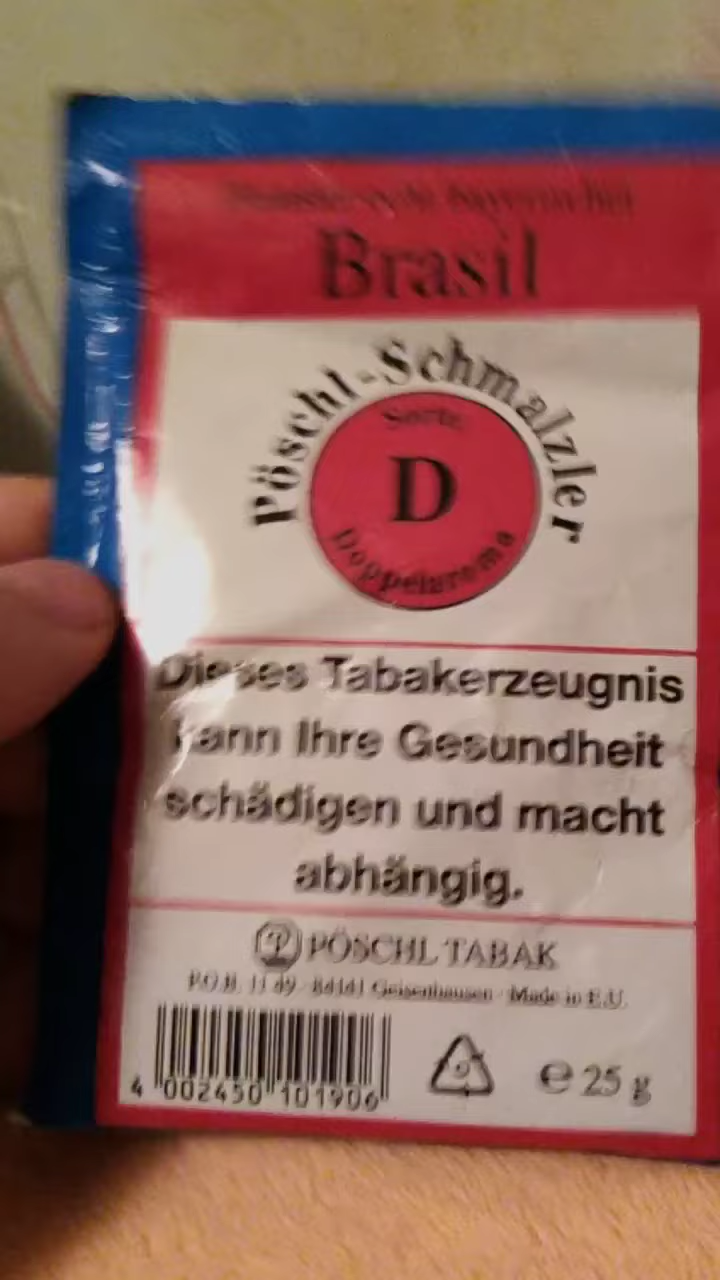 Brasil
Pöschl-Schmalzler
Sorte
D
Doppelaroma
Dieses Tabakerzeugnis
kann Ihre Gesundheit
schädigen und macht
abhängig.
PÖSCHL TABAK
P.O.B. 11 49 · 84141 Geisenhausen · Made in E.U.
4 002450 101906
e 25 g